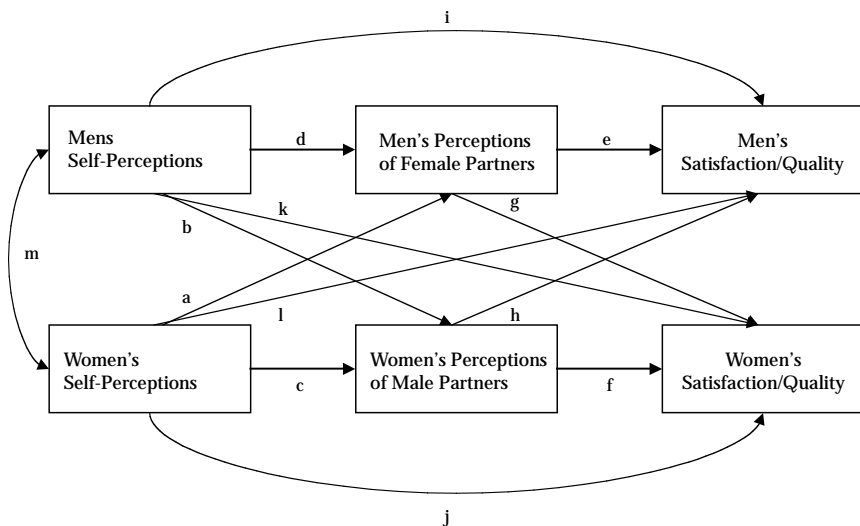 i
Mens
Self-Perceptions
d
Men's Perceptions
of Female Partners
e
Men's
Satisfaction/Quality
b
k
g
m
a
l
h
Women's
Self-Perceptions
c
Women's Perceptions
of Male Partners
f
Women's
Satisfaction/Quality
j